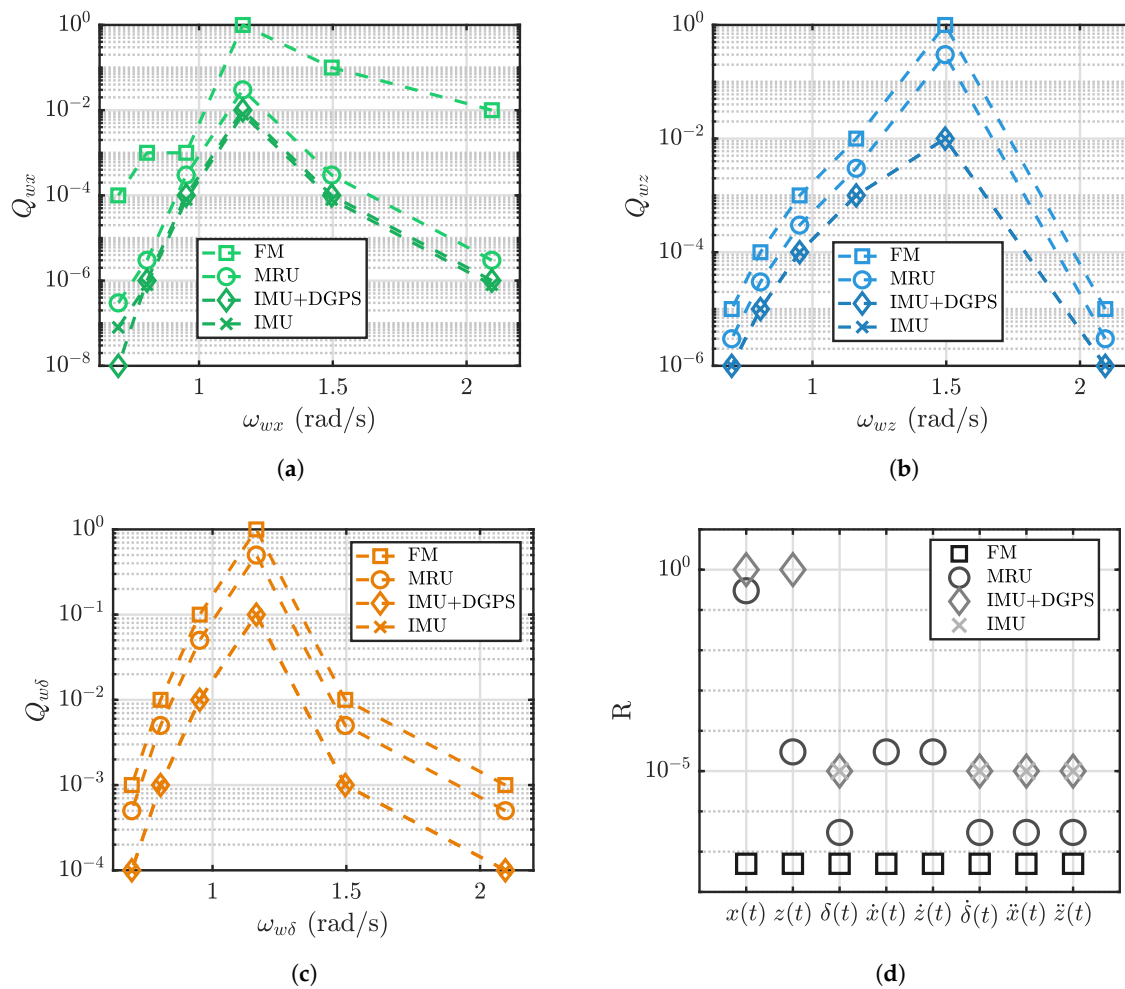 10^0
10^-2
10^-4
10^-6
10^-8
Q_wx
FM
MRU
IMU+DGPS
IMU
1
1.5
2
ω_wx (rad/s)
(a)
10^0
10^-2
10^-4
10^-6
Q_wz
FM
MRU
IMU+DGPS
IMU
1
1.5
2
ω_wz (rad/s)
(b)
10^0
10^-1
10^-2
10^-3
10^-4
Q_wδ
FM
MRU
IMU+DGPS
IMU
1
1.5
2
ω_wδ (rad/s)
(c)
10^0
10^-5
R
FM
MRU
IMU+DGPS
IMU
x(t) z(t) δ(t) ẋ(t) ż(t) δ̇(t) ẍ(t) z̈(t)
(d)